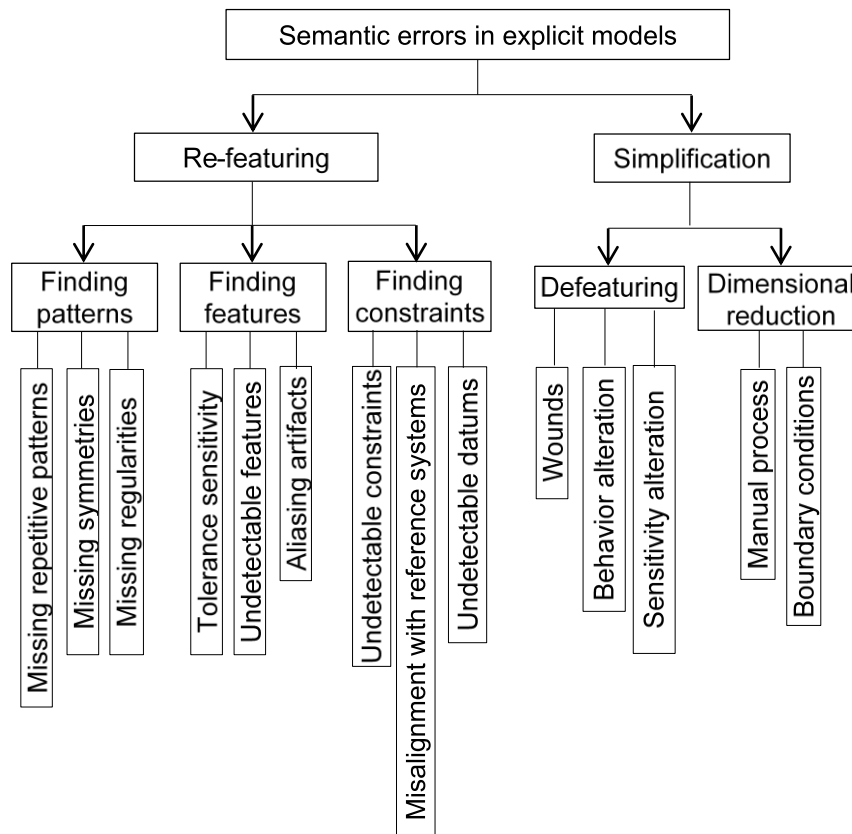 Semantic errors in explicit models
Re-featuring
Simplification
Finding
patterns
Finding
features
Finding
constraints
Defeaturing
Dimensional
reduction
Missing repetitive patterns
Missing symmetries
Missing regularities
Tolerance sensitivity
Undetectable features
Aliasing artifacts
Undetectable constraints
Misalignment with reference systems
Undetectable datums
Wounds
Behavior alteration
Sensitivity alteration
Manual process
Boundary conditions